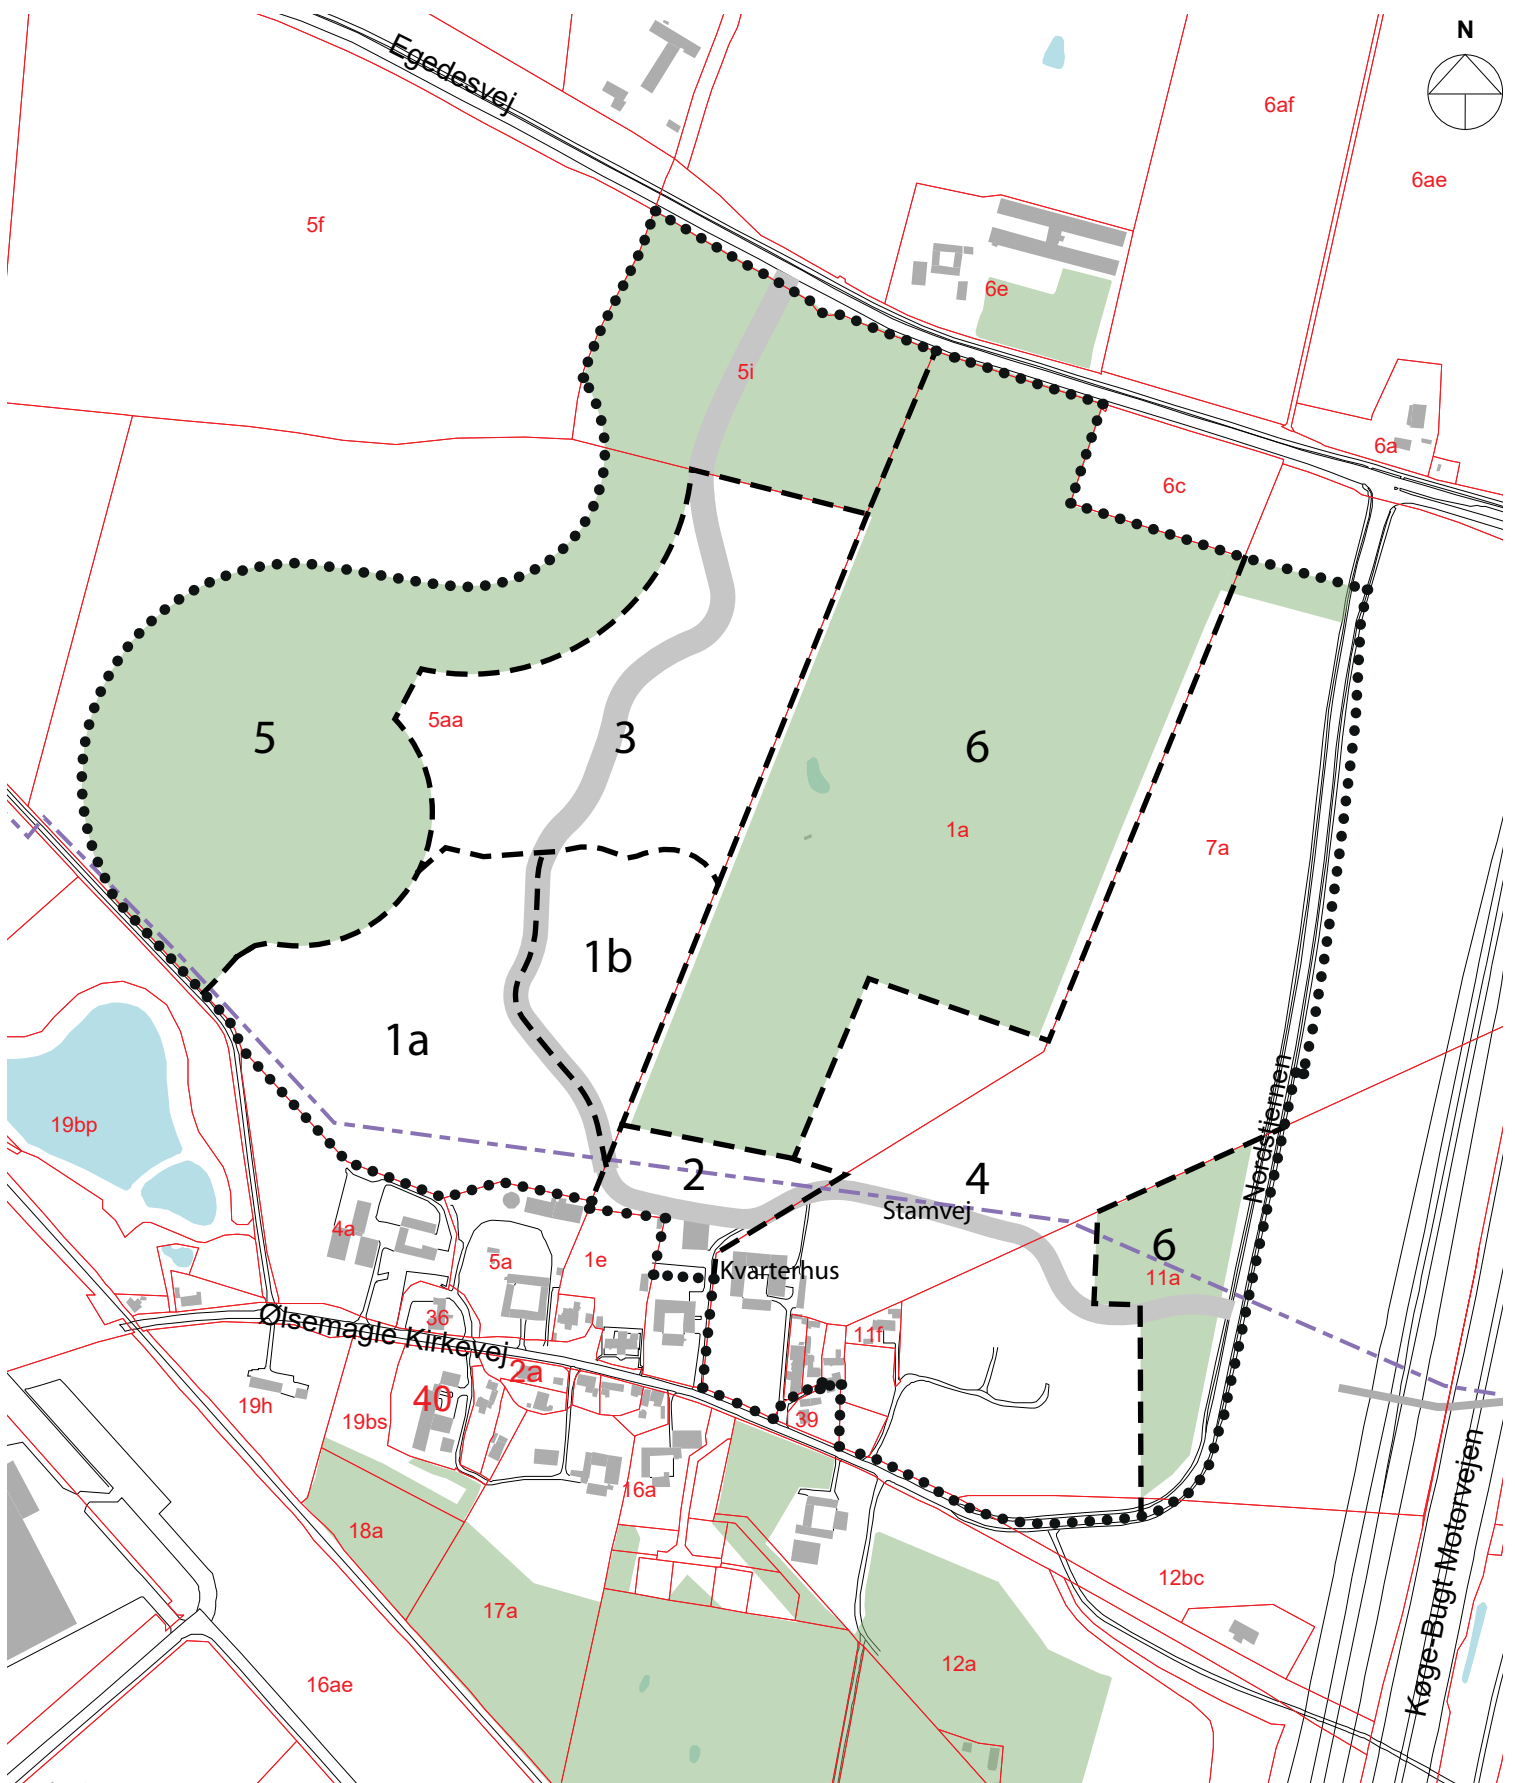 N
Egedesvej
6af
6ae
5f
6e
5i
6a
6c
5aa
5
3
6
1a
7a
1b
1a
19bp
Nordstjernen
2
4
Stamvej
4a
5a
1e
Kvarterhus
6
11a
36
Ølsemagle Kirkevej
11f
2a
40
19h
19bs
39
16a
18a
17a
12bc
12a
16ae
Køge-Bugt Motorvejen